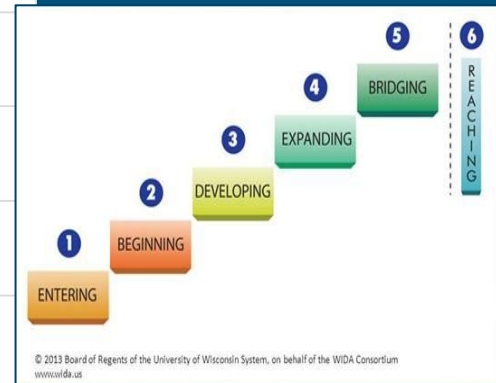 1
ENTERING
2
BEGINNING
3
DEVELOPING
4
EXPANDING
5
BRIDGING
6
REACHING
© 2013 Board of Regents of the University of Wisconsin System, on behalf of the WIDA Consortium
www.wida.us